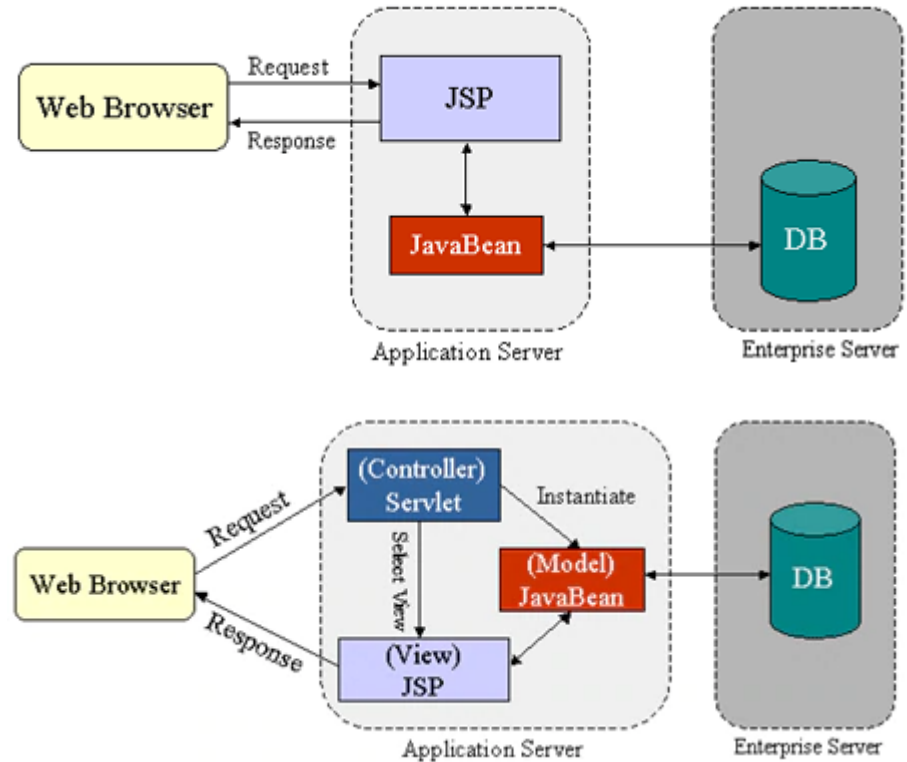 Request
Web Browser
JSP
Response
JavaBean
DB
Application Server
Enterprise Server
(Controller)
Servlet
Request
Instantiate
Select View
Web Browser
(Model)
JavaBean
DB
Response
(View)
JSP
Application Server
Enterprise Server